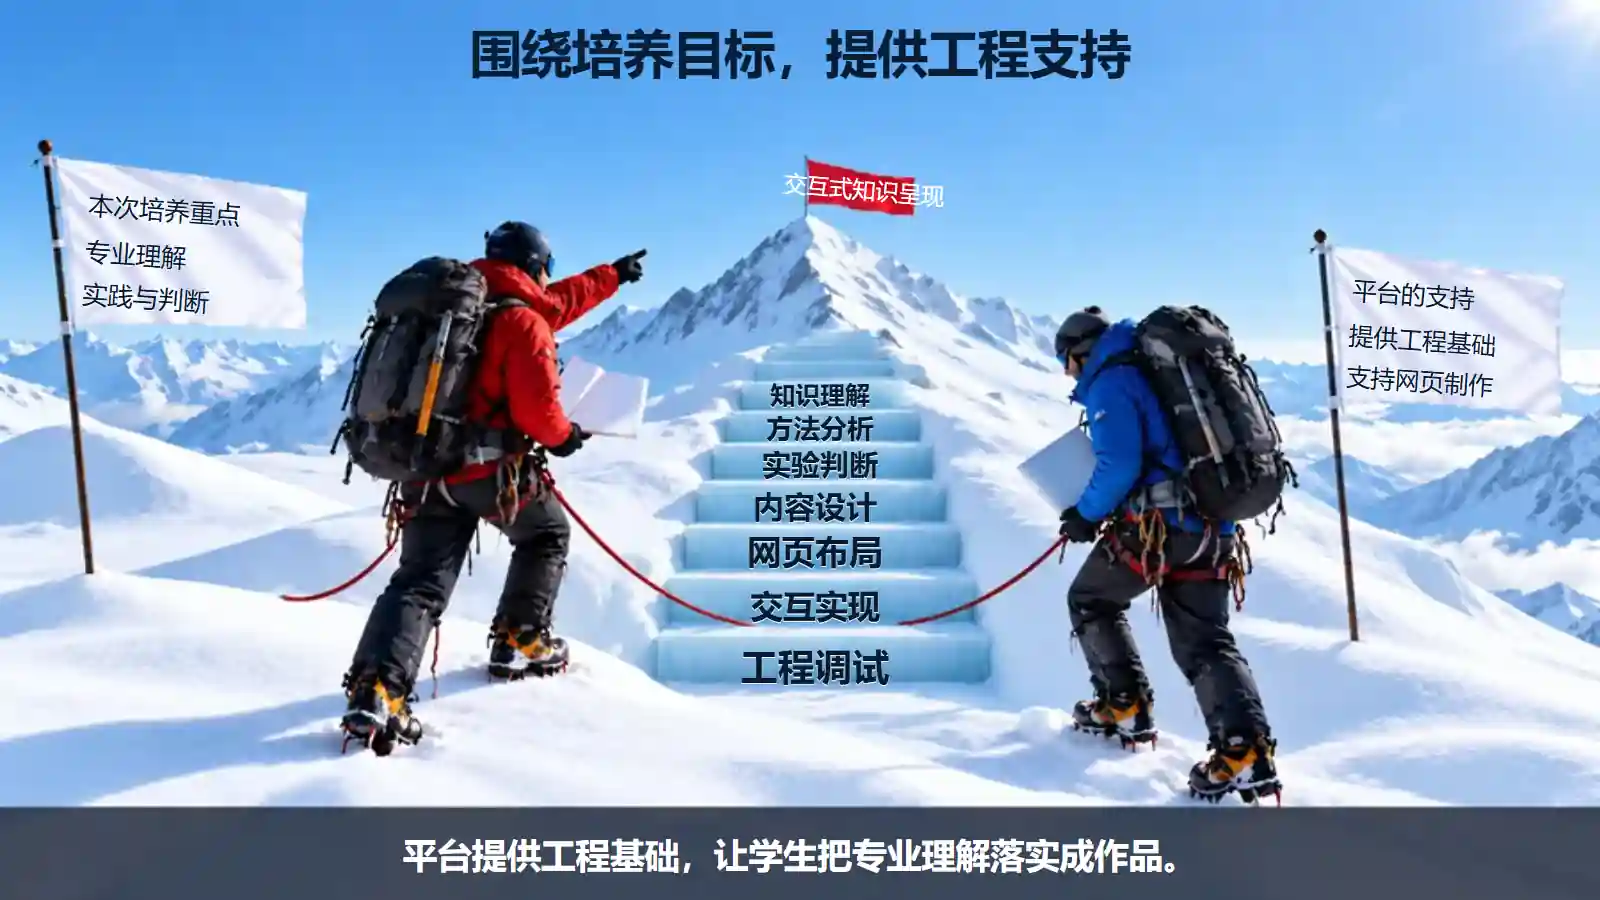 围绕培养目标，提供工程支持
交互式知识呈现
本次培养重点
专业理解
实践与判断
平台的支持
提供工程基础
支持网页制作
知识理解
方法分析
实验判断
内容设计
网页布局
交互实现
工程调试
平台提供工程基础，让学生把专业理解落实成作品。